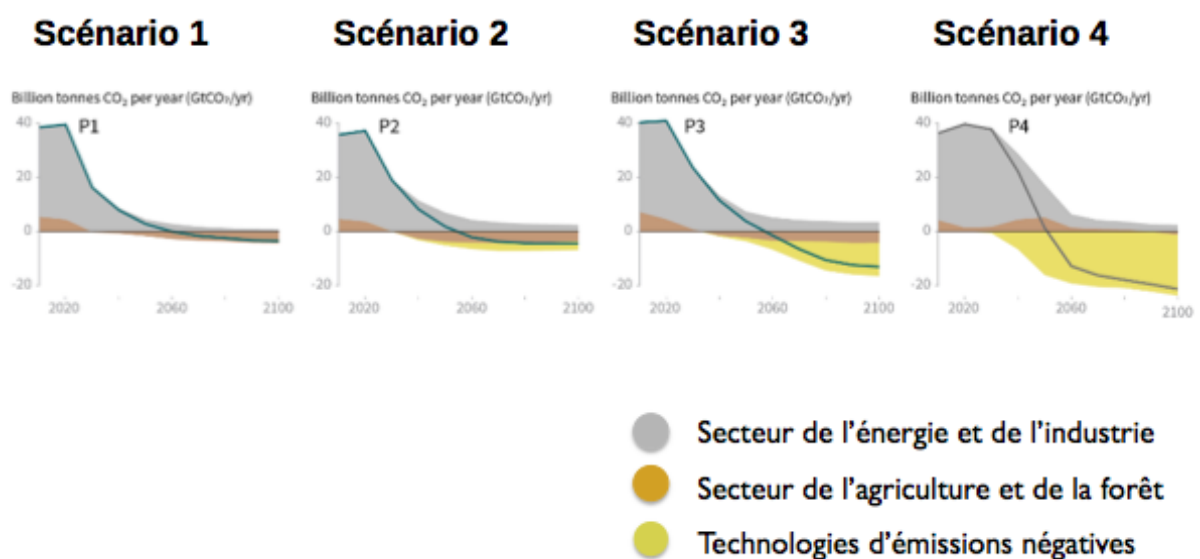 Scénario 1
Scénario 2
Scénario 3
Scénario 4
Billion tonnes CO₂ per year (GtCO₂/yr)
Billion tonnes CO₂ per year (GtCO₂/yr)
Billion tonnes CO₂ per year (GtCO₂/yr)
Billion tonnes CO₂ per year (GtCO₂/yr)
40
P1
20
0
-20
2020
2060
2100
40
P2
20
0
-20
2020
2060
2100
40
P3
20
0
-20
2020
2060
2100
40
P4
20
0
-20
2020
2060
2100
Secteur de l’énergie et de l’industrie
Secteur de l’agriculture et de la forêt
Technologies d’émissions négatives